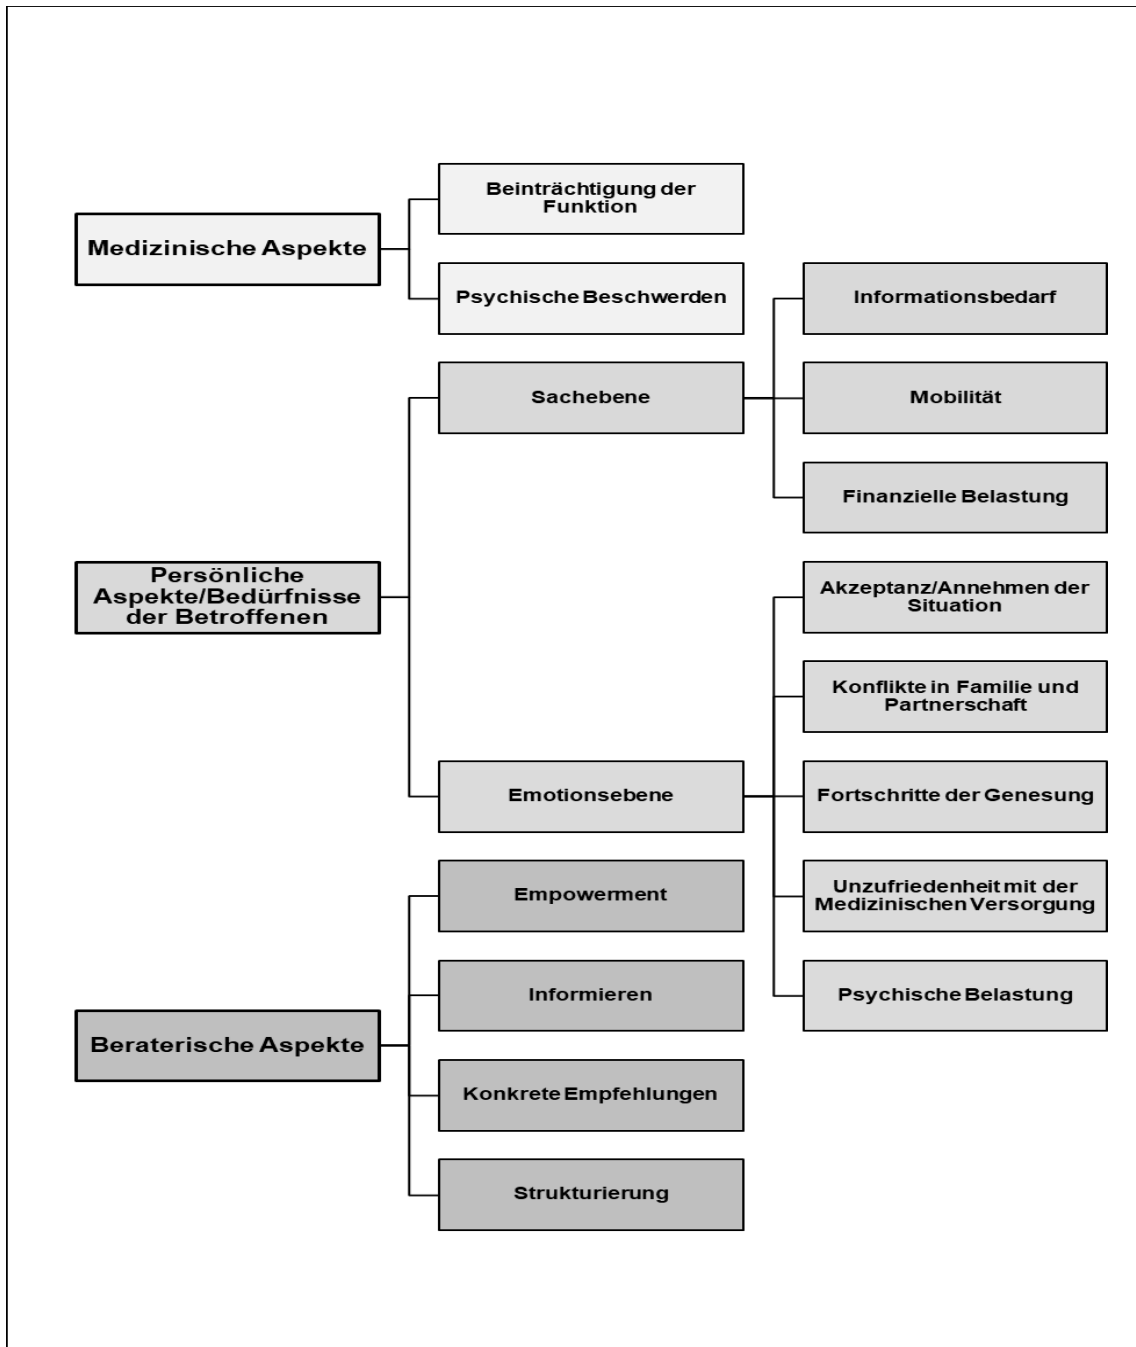 Medizinische Aspekte
Beinträchtigung der
Funktion
Psychische Beschwerden
Persönliche
Aspekte/Bedürfnisse
der Betroffenen
Sachebene
Informationsbedarf
Mobilität
Finanzielle Belastung
Emotionsebene
Akzeptanz/Annehmen der
Situation
Konflikte in Familie und
Partnerschaft
Fortschritte der Genesung
Unzufriedenheit mit der
Medizinischen Versorgung
Psychische Belastung
Beraterische Aspekte
Empowerment
Informieren
Konkrete Empfehlungen
Strukturierung